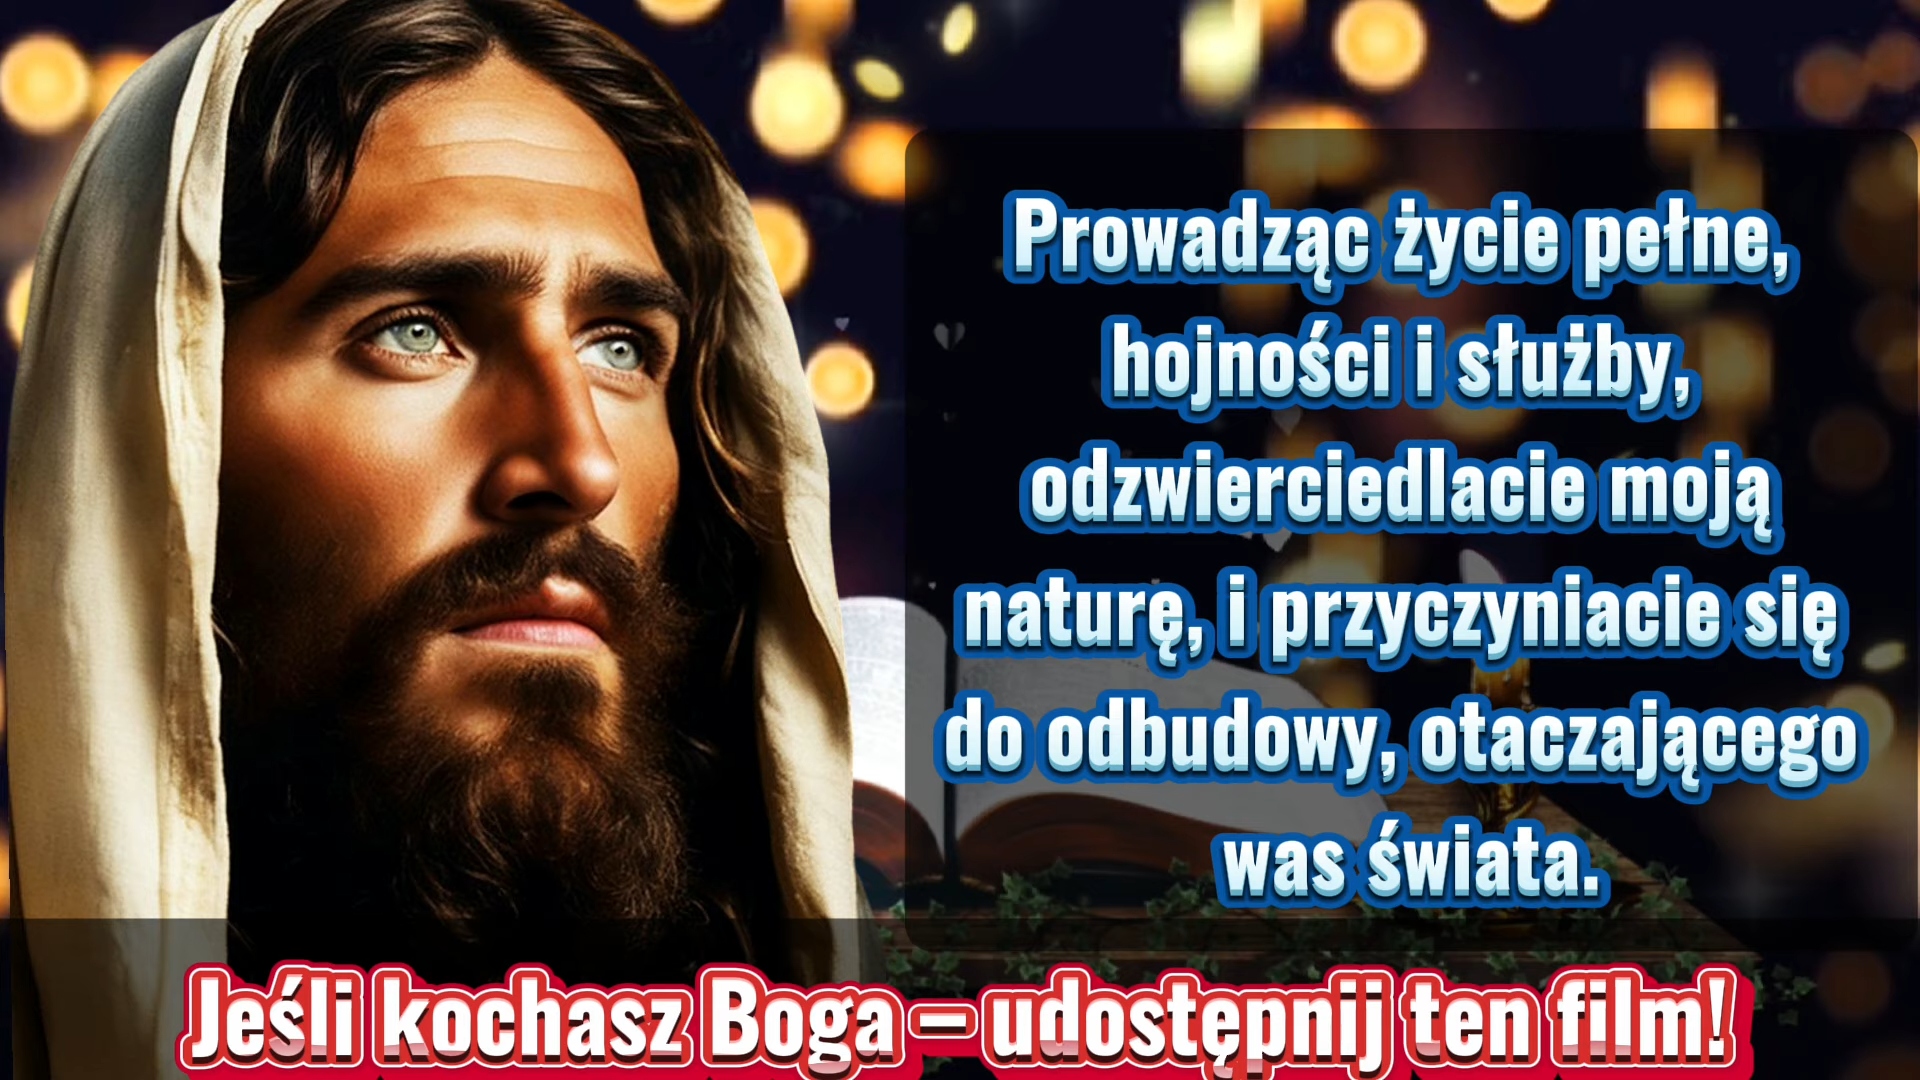 Prowadząc życie pełne,
hojności i służby,
odzwierciedlacie moją
naturę, i przyczyniacie się
do odbudowy, otaczającego
was świata.
Jeśli kochasz Boga – udostępnij ten film!